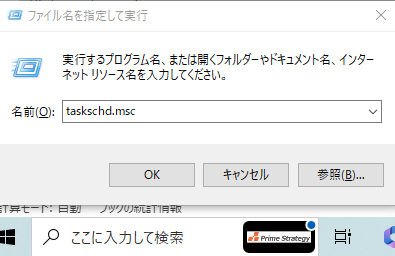 ファイル名を指定して実行
実行するプログラム名、または開くフォルダーやドキュメント名、インター
ネット リソース名を入力してください。
名前(O): taskschd.msc
OK キャンセル 参照(B)...
計算モード: 自動 ブックの統計情報
ここに入力して検索 Prime Strategy